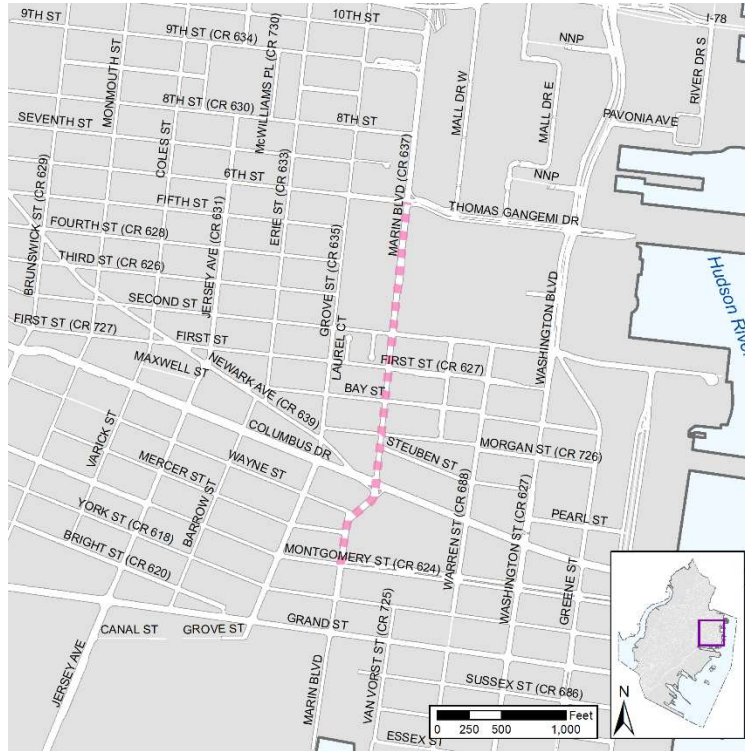 9TH ST
9TH ST (CR 634)
MONMOUTH ST
McWILLIAMS PL (CR 730)
10TH ST
NNP
I-78
RIVER DR S
MALL DR W
MALL DR E
8TH ST (CR 630)
8TH ST
PAVONIA AVE
SEVENTH ST
COLES ST
ERIE ST (CR 633)
MARIN BLVD (CR 637)
6TH ST
NNP
BRUNSWICK ST (CR 629)
FIFTH ST
THOMAS GANGEMI DR
FOURTH ST (CR 628)
JERSEY AVE (CR 631)
THIRD ST (CR 626)
GROVE ST (CR 635)
SECOND ST
WASHINGTON BLVD
Hudson River
FIRST ST (CR 727)
FIRST ST
LAUREL CT
FIRST ST (CR 627)
MAXWELL ST
NEWARK AVE (CR 639)
BAY ST
COLUMBUS DR
STEUBEN ST
MORGAN ST (CR 726)
VARICK ST
MERCER ST
WAYNE ST
BARROW ST
WARREN ST (CR 688)
WASHINGTON ST (CR 627)
YORK ST (CR 618)
PEARL ST
BRIGHT ST (CR 620)
MONTGOMERY ST (CR 624)
GREENE ST
CANAL ST
GROVE ST
GRAND ST
VAN VORST ST (CR 725)
JERSEY AVE
MARIN BLVD
SUSSEX ST (CR 686)
ESSEX ST
Feet
0 250 500 1,000
N